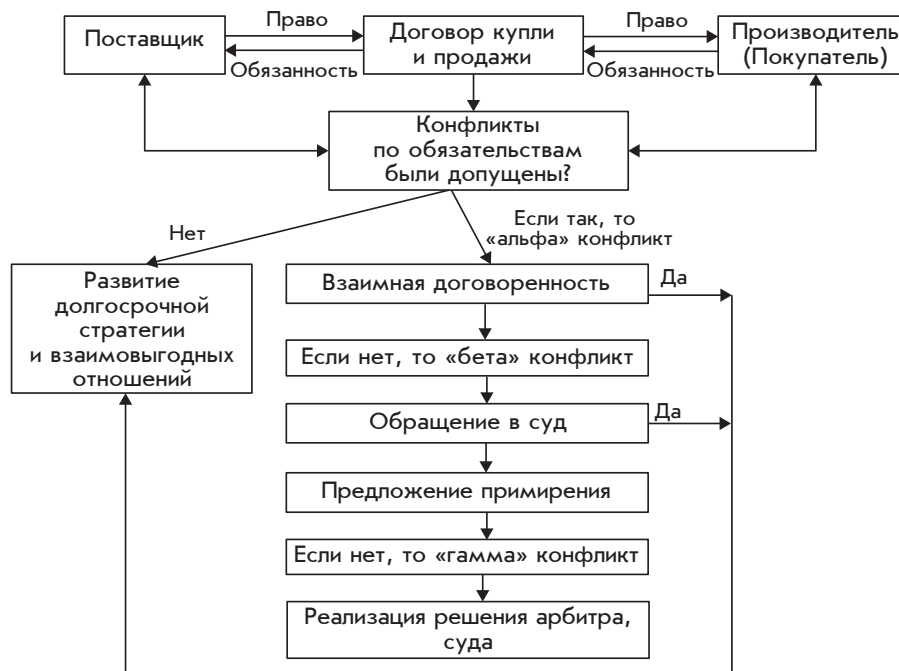 Поставщик
Право
Обязанность
Договор купли
и продажи
Право
Обязанность
Производитель
(Покупатель)
Конфликты
по обязательствам
были допущены?
Нет
Если так, то
«альфа» конфликт
Развитие
долгосрочной
стратегии
и взаимовыгодных
отношений
Взаимная договоренность
Да
Если нет, то «бета» конфликт
Обращение в суд
Да
Предложение примирения
Если нет, то «гамма» конфликт
Реализация решения арбитра,
суда